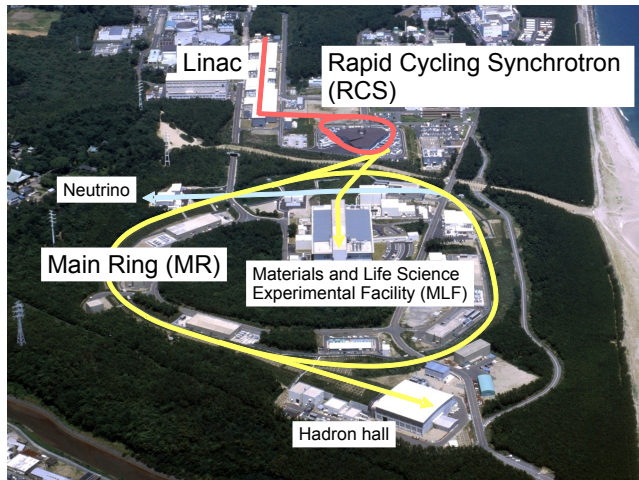 Linac
Rapid Cycling Synchrotron
(RCS)
Neutrino
Main Ring (MR)
Materials and Life Science
Experimental Facility (MLF)
Hadron hall